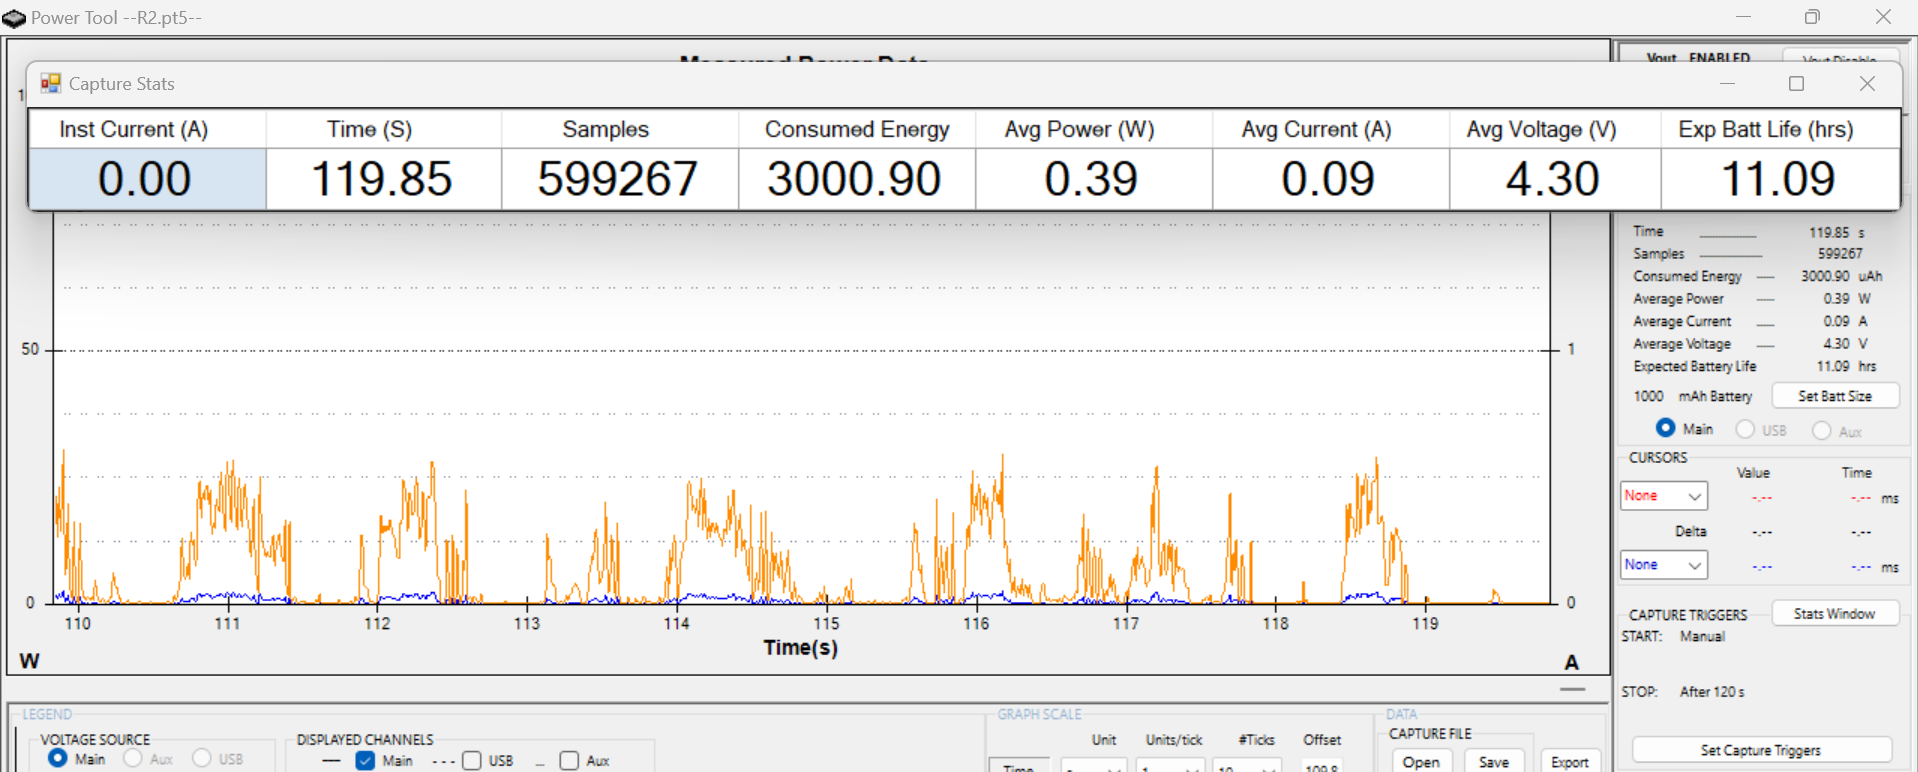 Power Tool --R2.pt5--
Measured Power Data
Vout ENABLED Vout Disable
Capture Stats
Inst Current (A) Time (S) Samples Consumed Energy Avg Power (W) Avg Current (A) Avg Voltage (V) Exp Batt Life (hrs)
0.00 119.85 599267 3000.90 0.39 0.09 4.30 11.09
Time 119.85 s
Samples 599267
Consumed Energy 3000.90 uAh
Average Power 0.39 W
Average Current 0.09 A
Average Voltage 4.30 V
Expected Battery Life 11.09 hrs
1000 mAh Battery Set Batt Size
Main USB Aux
50 1
0 0
110 111 112 113 114 115 116 117 118 119
Time(s)
W A
CURSORS
Value Time
None -.-- -.-- ms
Delta -.-- -.--
None -.-- -.-- ms
CAPTURE TRIGGERS Stats Window
START: Manual
STOP: After 120 s
Set Capture Triggers
LEGEND GRAPH SCALE DATA
VOLTAGE SOURCE DISPLAYED CHANNELS CAPTURE FILE
Main Aux USB Main USB Aux
Unit Units/tick #Ticks Offset
Time 1 10 109.8
Open Save Export